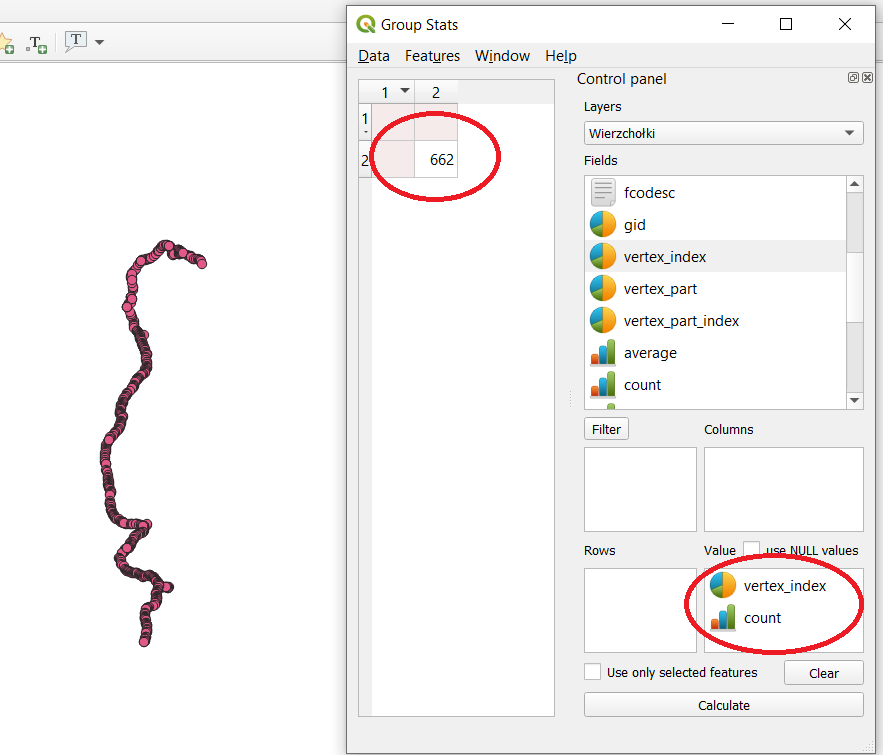 T
T
Group Stats
Data Features Window Help
Control panel
1 2
1
2 662
Layers
Wierzchołki
Fields
fcodesc
gid
vertex_index
vertex_part
vertex_part_index
average
count
Filter Columns
Rows Value use NULL values
vertex_index
count
Use only selected features Clear
Calculate